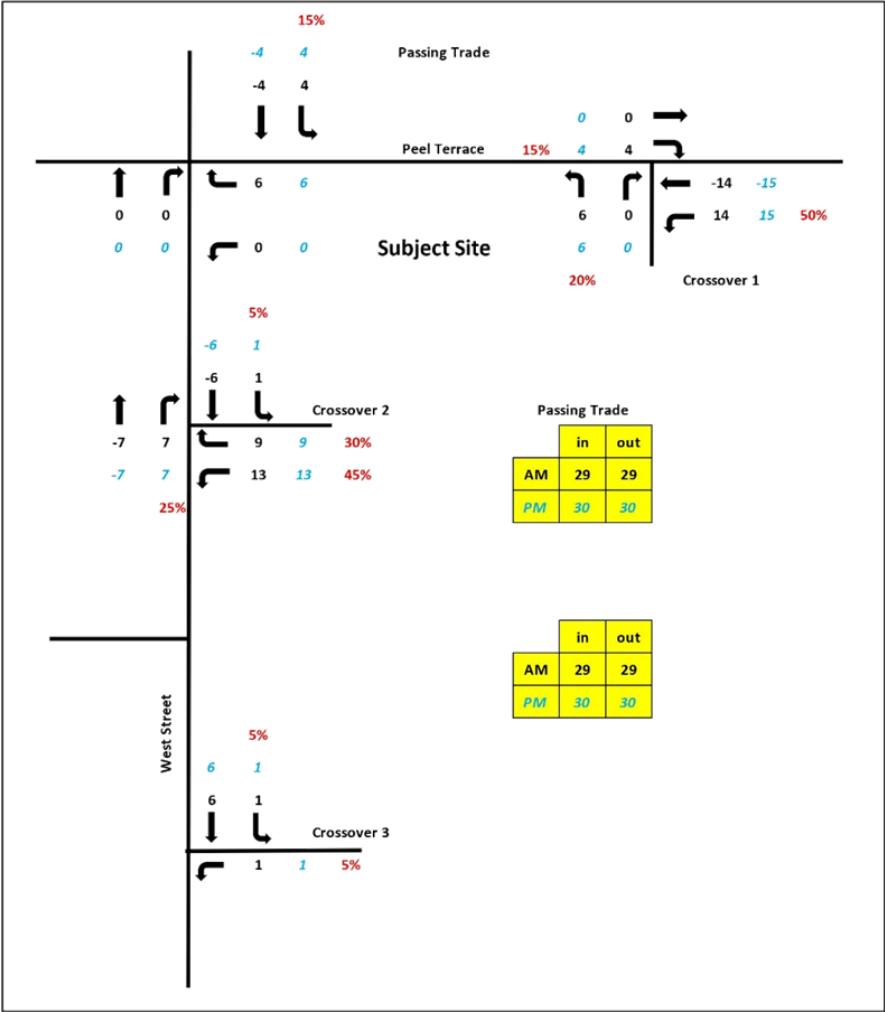 15%
-4 4 Passing Trade
-4 4
0 0
Peel Terrace 15% 4 4
6 6 -14 -15
0 0 6 0 14 15 50%
0 0 0 0 Subject Site 6 0
20% Crossover 1
5%
-6 1
-6 1
Crossover 2 Passing Trade
-7 7 9 9 30% in out
-7 7 13 13 45% AM 29 29
25% PM 30 30
in out
AM 29 29
PM 30 30
West Street
5%
6 1
6 1
Crossover 3
1 1 5%